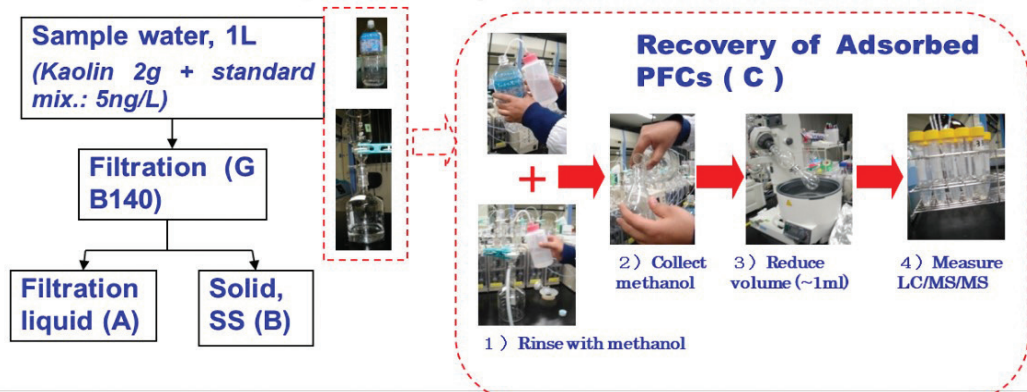 Sample water, 1L
(Kaolin 2g + standard
mix.: 5ng/L)
Filtration (G
B140)
Filtration
liquid (A)
Solid,
SS (B)
Recovery of Adsorbed
PFCs ( C )
+
1 ) Rinse with methanol
2 ) Collect
methanol
3 ) Reduce
volume (~1ml)
4 ) Measure
LC/MS/MS